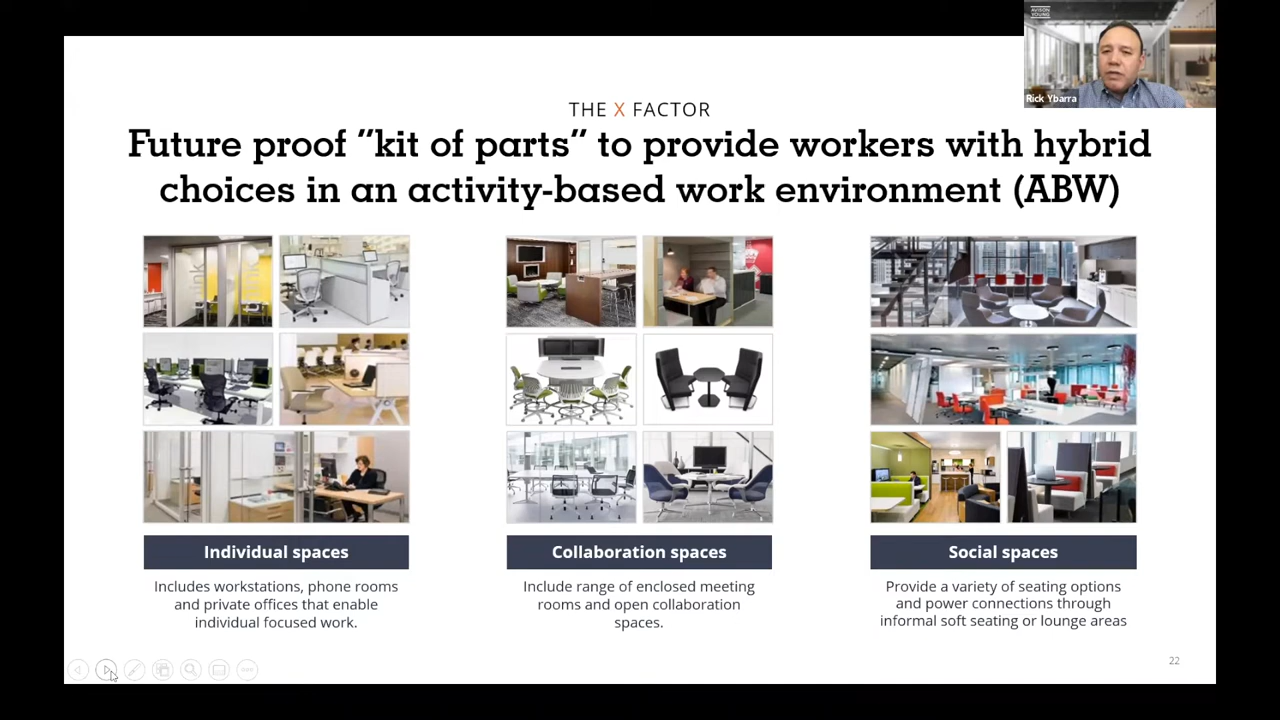 AVISON
YOUNG
Rick Ybarra
THE X FACTOR
Future proof “kit of parts” to provide workers with hybrid
choices in an activity-based work environment (ABW)
Individual spaces
Includes workstations, phone rooms
and private offices that enable
individual focused work.
Collaboration spaces
Include range of enclosed meeting
rooms and open collaboration
spaces.
Social spaces
Provide a variety of seating options
and power connections through
informal soft seating or lounge areas
22